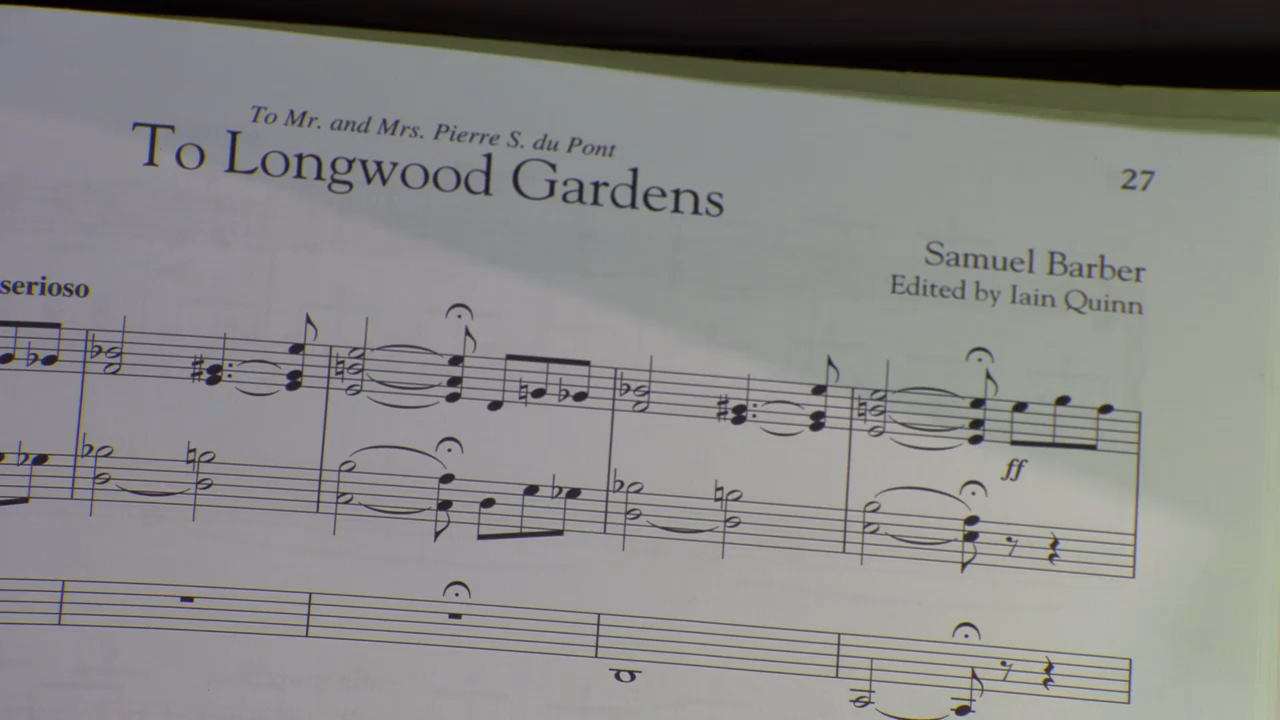 To Mr. and Mrs. Pierre S. du Pont
To Longwood Gardens
27
Samuel Barber
Edited by Iain Quinn
serioso
ff